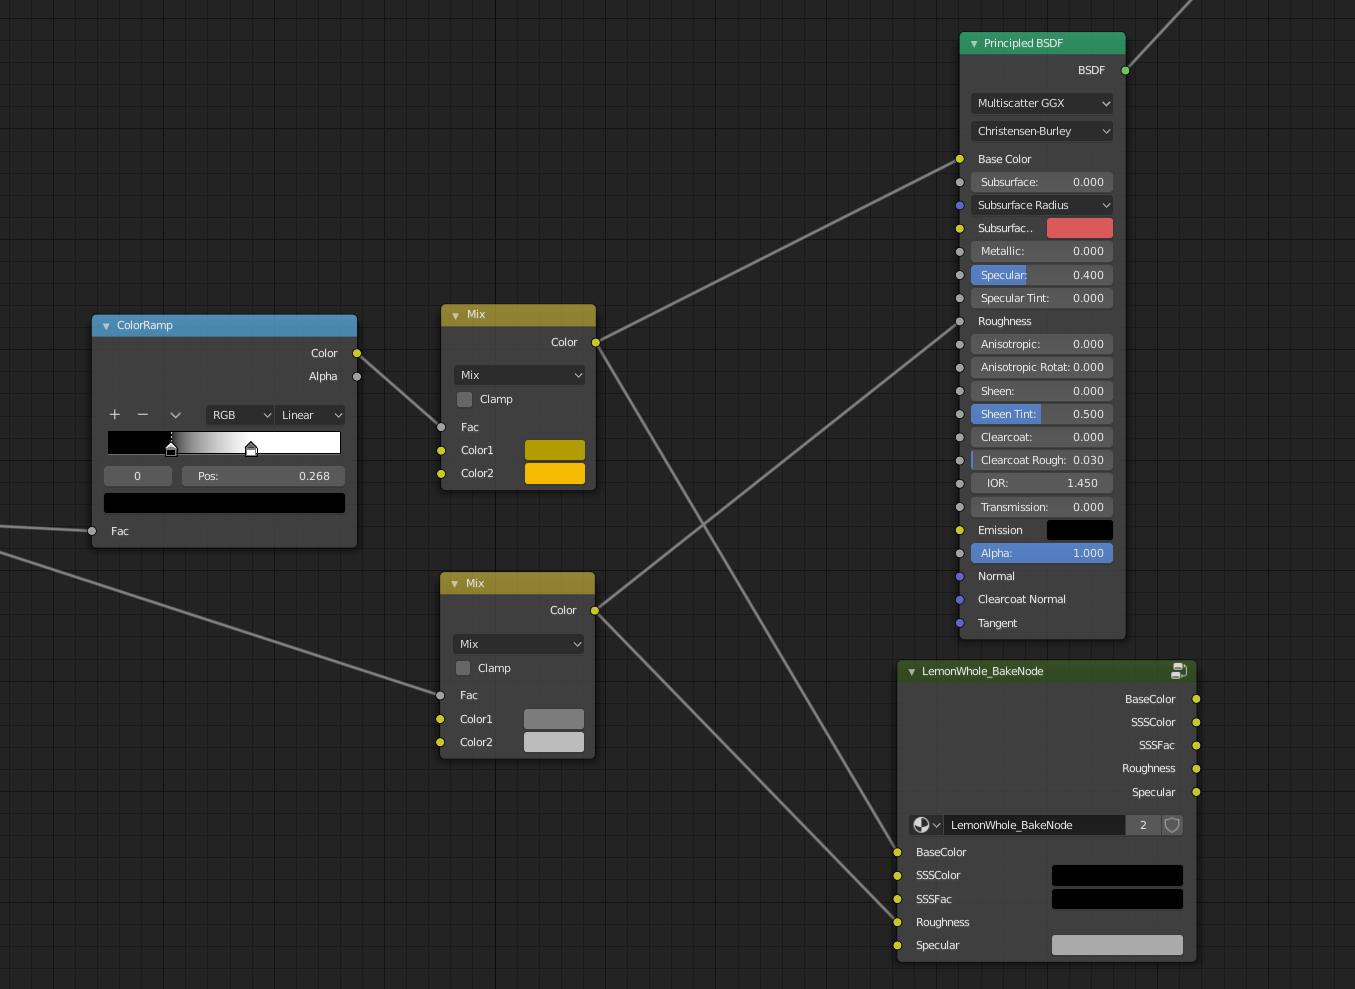 Principled BSDF
BSDF
Multiscatter GGX
Christensen-Burley
Base Color
Subsurface: 0.000
Subsurface Radius
Subsurfac..
Metallic: 0.000
Specular: 0.400
Specular Tint: 0.000
Roughness
Anisotropic: 0.000
Anisotropic Rotat: 0.000
Sheen: 0.000
Sheen Tint: 0.500
Clearcoat: 0.000
Clearcoat Rough: 0.030
IOR: 1.450
Transmission: 0.000
Emission
Alpha: 1.000
Normal
Clearcoat Normal
Tangent
ColorRamp
Color
Alpha
RGB Linear
0 Pos: 0.268
Fac
Mix
Color
Mix
Clamp
Fac
Color1
Color2
Mix
Color
Mix
Clamp
Fac
Color1
Color2
LemonWhole_BakeNode
BaseColor
SSSColor
SSSFac
Roughness
Specular
LemonWhole_BakeNode 2
BaseColor
SSSColor
SSSFac
Roughness
Specular